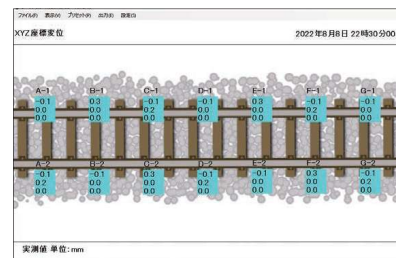 ファイル(F) 表示(V) プリセット(P) 出力(E) 設定(S)
XYZ座標変位 2022年8月8日 22時30分00
A-1 B-1 C-1 D-1 E-1 F-1 G-1
-0.1 0.3 -0.1 -0.1 0.3 -0.1 -0.1
0.0 0.0 0.2 0.0 0.0 0.2 0.0
0.0 0.0 0.0 0.0 0.0 0.0 0.0
A-2 B-2 C-2 D-2 E-2 F-2 G-2
-0.1 -0.1 0.3 -0.1 -0.1 0.3 -0.1
0.2 0.0 0.0 0.2 0.0 0.0 0.2
0.0 0.0 0.0 0.0 0.0 0.0 0.0
実測値 単位:mm